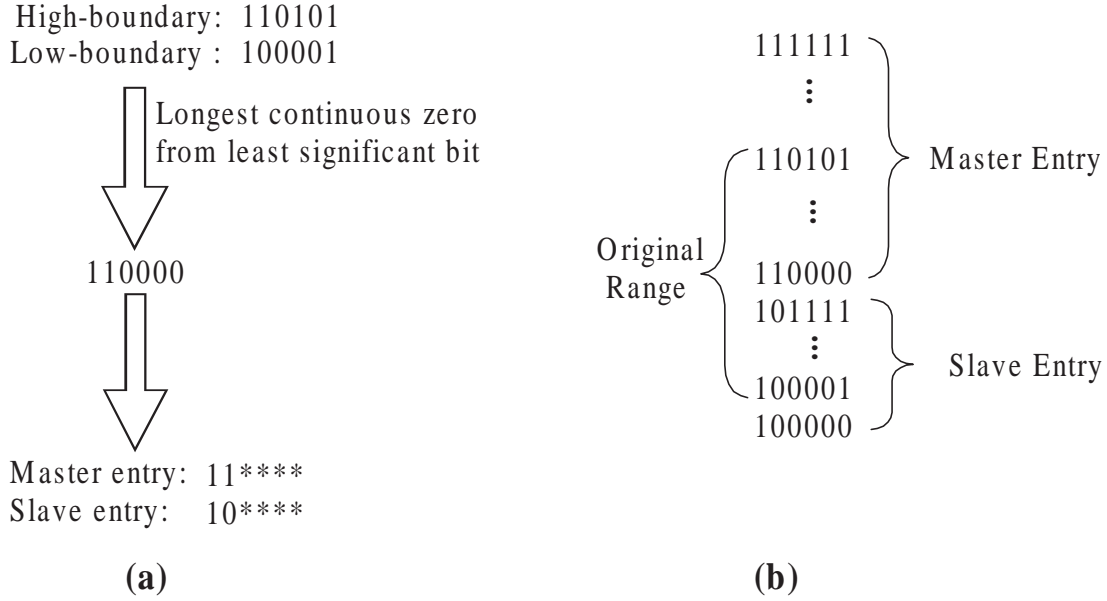 High-boundary: 110101
Low-boundary : 100001
Longest continuous zero
from least significant bit
110000
Master entry: 11****
Slave entry: 10****
(a)
111111
⋮
110101
⋮
110000
101111
⋮
100001
100000
Original
Range
Master Entry
Slave Entry
(b)